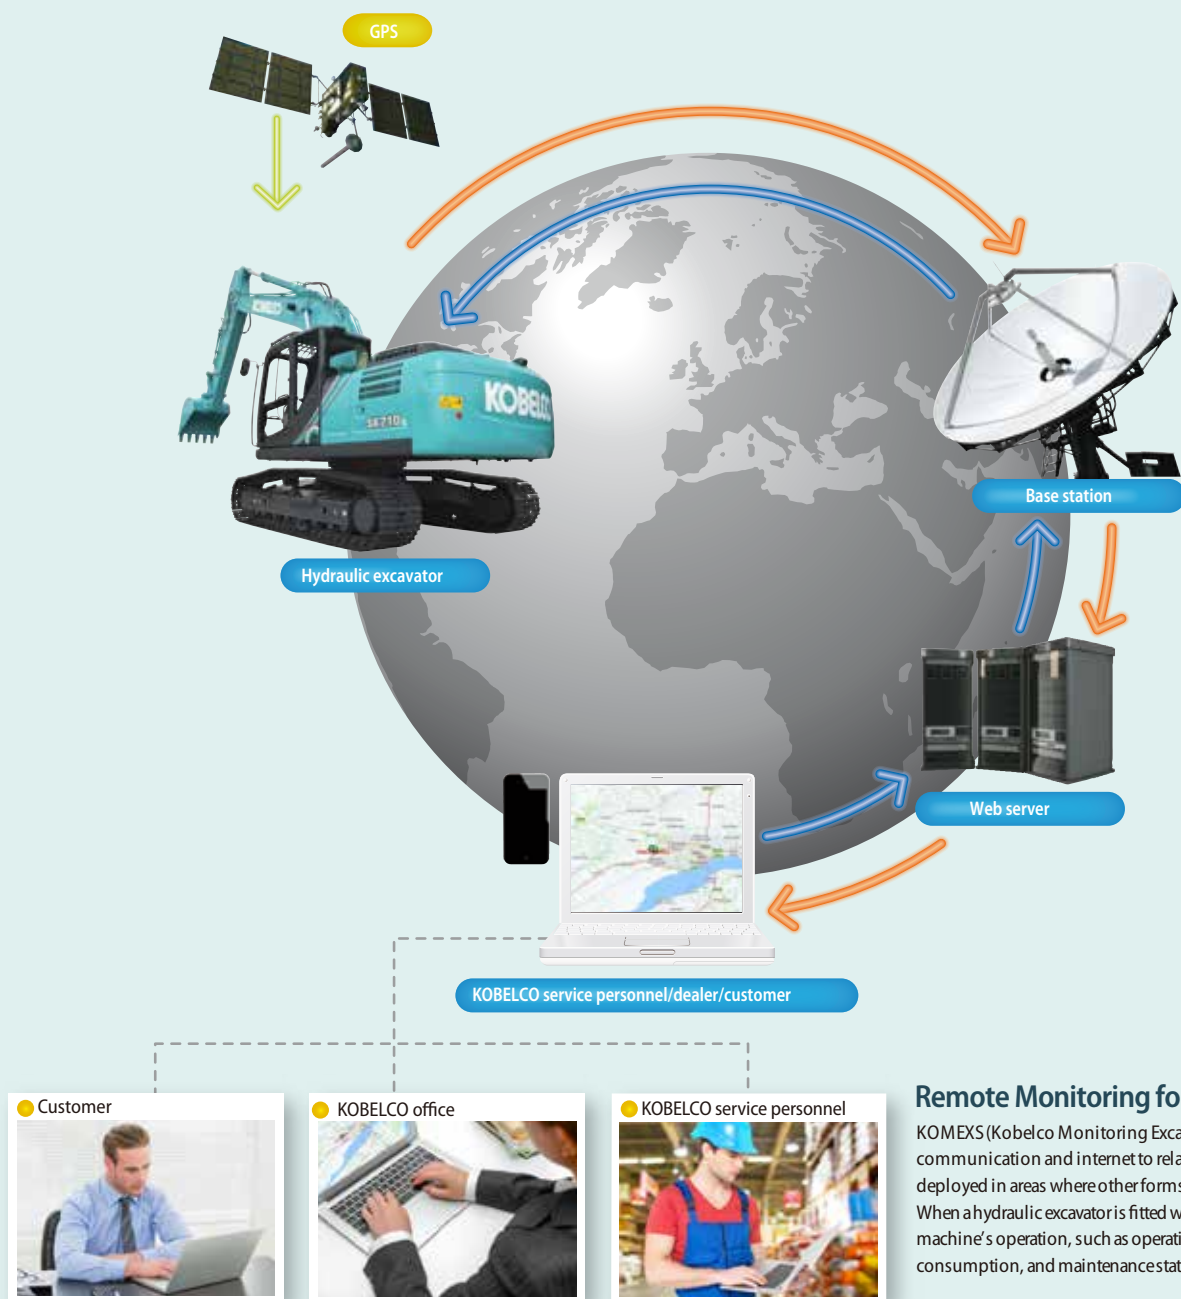 GPS
KOBELCO
Base station
Hydraulic excavator
Web server
KOBELCO service personnel/dealer/customer
Customer
KOBELCO office
KOBELCO service personnel
Remote Monitoring fo
KOMEXS (Kobelco Monitoring Exca
communication and internet to rela
deployed in areas where other forms
When a hydraulic excavator is fitted w
machine's operation, such as operati
consumption, and maintenance stat